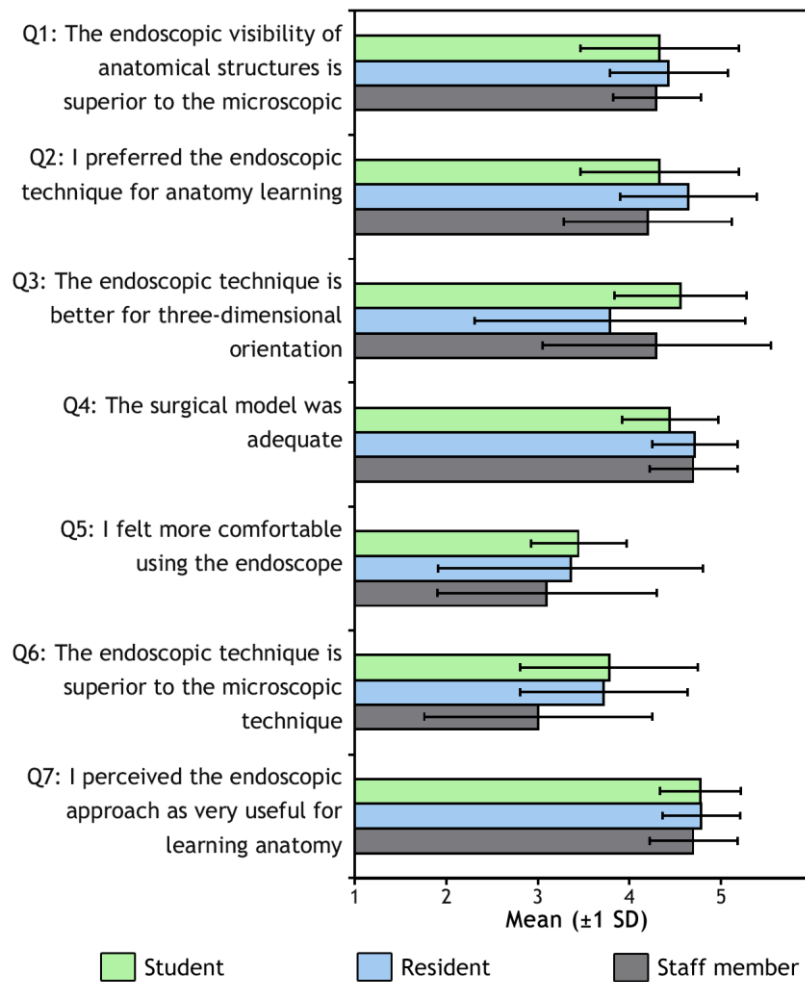 Q1: The endoscopic visibility of
anatomical structures is
superior to the microscopic
Q2: I preferred the endoscopic
technique for anatomy learning
Q3: The endoscopic technique is
better for three-dimensional
orientation
Q4: The surgical model was
adequate
Q5: I felt more comfortable
using the endoscope
Q6: The endoscopic technique is
superior to the microscopic
technique
Q7: I perceived the endoscopic
approach as very useful for
learning anatomy
1 2 3 4 5
Mean (±1 SD)
Student Resident Staff member